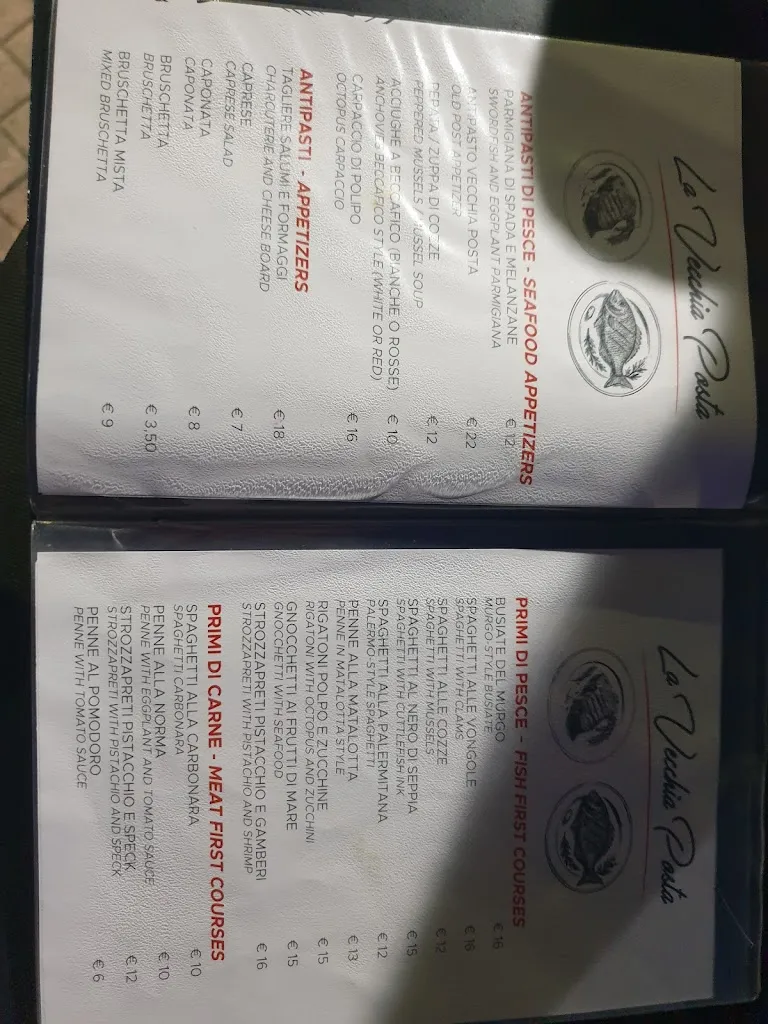 La Vecchia Posta
ANTIPASTI DI PESCE - SEAFOOD APPETIZERS
PARMIGIANA DI SPADA E MELANZANE € 12
SWORDFISH AND EGGPLANT PARMIGIANA
ANTIPASTO VECCHIA POSTA € 22
OLD POST APPETIZER
PEPATA / ZUPPA DI COZZE € 12
PEPPERED MUSSELS / MUSSEL SOUP
ACCIUGHE A BECCAFICO (BIANCHE O ROSSE) € 10
ANCHOVIES BECCAFICO STYLE (WHITE OR RED)
CARPACCIO DI POLIPO € 16
OCTOPUS CARPACCIO
ANTIPASTI - APPETIZERS
TAGLIERE SALUMI E FORMAGGI €18
CHARCUTERIE AND CHEESE BOARD
CAPRESE € 7
CAPRESE SALAD
CAPONATA € 8
CAPONATA
BRUSCHETTA € 3,50
BRUSCHETTA
BRUSCHETTA MISTA € 9
MIXED BRUSCHETTA
La Vecchia Posta
PRIMI DI PESCE - FISH FIRST COURSES
BUSIATE DEL MURGO € 16
MURGO-STYLE BUSIATE
SPAGHETTI ALLE VONGOLE € 16
SPAGHETTI WITH CLAMS
SPAGHETTI ALLE COZZE € 12
SPAGHETTI WITH MUSSELS
SPAGHETTI AL NERO DI SEPPIA € 15
SPAGHETTI WITH CUTTLEFISH INK
SPAGHETTI ALLA PALERMITANA € 12
PALERMO-STYLE SPAGHETTI
PENNE ALLA MATALOTTA € 13
PENNE IN MATALOTTA STYLE
RIGATONI POLPO E ZUCCHINE € 15
RIGATONI WITH OCTOPUS AND ZUCCHINI
GNOCCHETTI AI FRUTTI DI MARE € 15
GNOCCHETTI WITH SEAFOOD
STROZZAPRETI PISTACCHIO E GAMBERI € 16
STROZZAPRETI WITH PISTACHIO AND SHRIMP
PRIMI DI CARNE - MEAT FIRST COURSES
SPAGHETTI ALLA CARBONARA € 10
SPAGHETTI CARBONARA
PENNE ALLA NORMA € 10
PENNE WITH EGGPLANT AND TOMATO SAUCE
STROZZAPRETI PISTACCHIO E SPECK € 12
STROZZAPRETI WITH PISTACHIO AND SPECK
PENNE AL POMODORO € 6
PENNE WITH TOMATO SAUCE